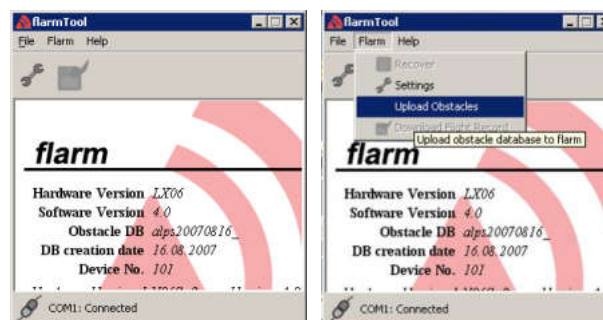 flarmTool
File Flarm Help
flarm
Hardware Version LX06
Software Version 4.0
Obstacle DB alps20070816_
DB creation date 16.08.2007
Device No. 101
COM1: Connected
flarmTool
File Flarm Help
Recover
Settings
Upload Obstacles
Download Flight Record
Upload obstacle database to flarm
flarm
Hardware Version LX06
Software Version 4.0
Obstacle DB alps20070816_
DB creation date 16.08.2007
Device No. 101
COM1: Connected